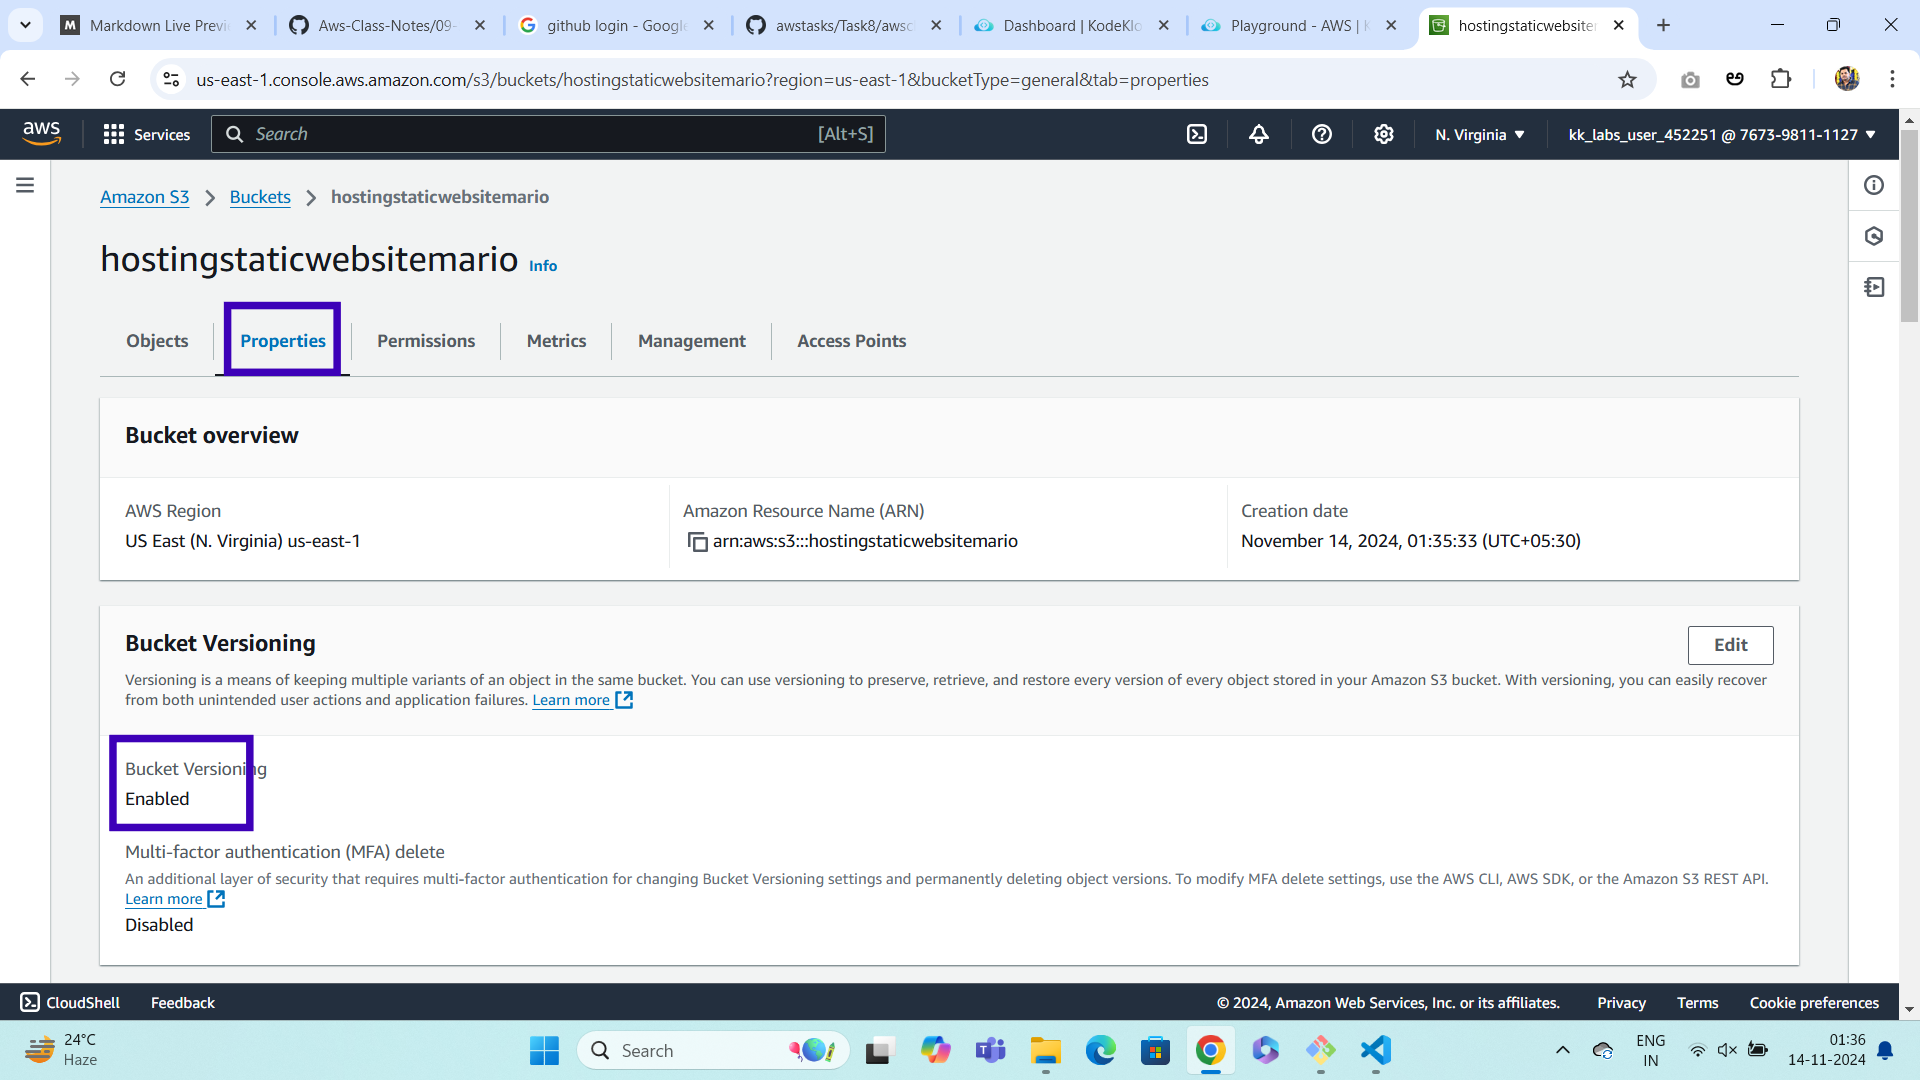 M Markdown Live Previe
Aws-Class-Notes/09-
github login - Google
awstasks/Task8/awsc
Dashboard | KodeKlo
Playground - AWS | K
hostingstaticwebsitemar
us-east-1.console.aws.amazon.com/s3/buckets/hostingstaticwebsitemario?region=us-east-1&bucketType=general&tab=properties
aws
Services
Search
[Alt+S]
N. Virginia
kk_labs_user_452251 @ 7673-9811-1127
Amazon S3 > Buckets > hostingstaticwebsitemario
hostingstaticwebsitemario Info
Objects
Properties
Permissions
Metrics
Management
Access Points
Bucket overview
AWS Region
US East (N. Virginia) us-east-1
Amazon Resource Name (ARN)
arn:aws:s3:::hostingstaticwebsitemario
Creation date
November 14, 2024, 01:35:33 (UTC+05:30)
Bucket Versioning
Edit
Versioning is a means of keeping multiple variants of an object in the same bucket. You can use versioning to preserve, retrieve, and restore every version of every object stored in your Amazon S3 bucket. With versioning, you can easily recover
from both unintended user actions and application failures. Learn more
Bucket Versioning
Enabled
Multi-factor authentication (MFA) delete
An additional layer of security that requires multi-factor authentication for changing Bucket Versioning settings and permanently deleting object versions. To modify MFA delete settings, use the AWS CLI, AWS SDK, or the Amazon S3 REST API.
Learn more
Disabled
CloudShell
Feedback
© 2024, Amazon Web Services, Inc. or its affiliates.
Privacy
Terms
Cookie preferences
24°C
Haze
Search
ENG
IN
01:36
14-11-2024